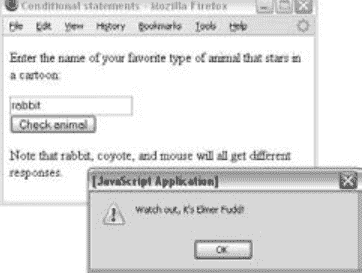 Conditional statements - Mozilla Firefox
File Edit View History Bookmarks Tools Help
Enter the name of your favorite type of animal that stars in
a cartoon:
rabbit
Check animal
Note that rabbit, coyote, and mouse will all get different
responses.
[JavaScript Application]
Watch out, it's Elmer Fudd!
OK